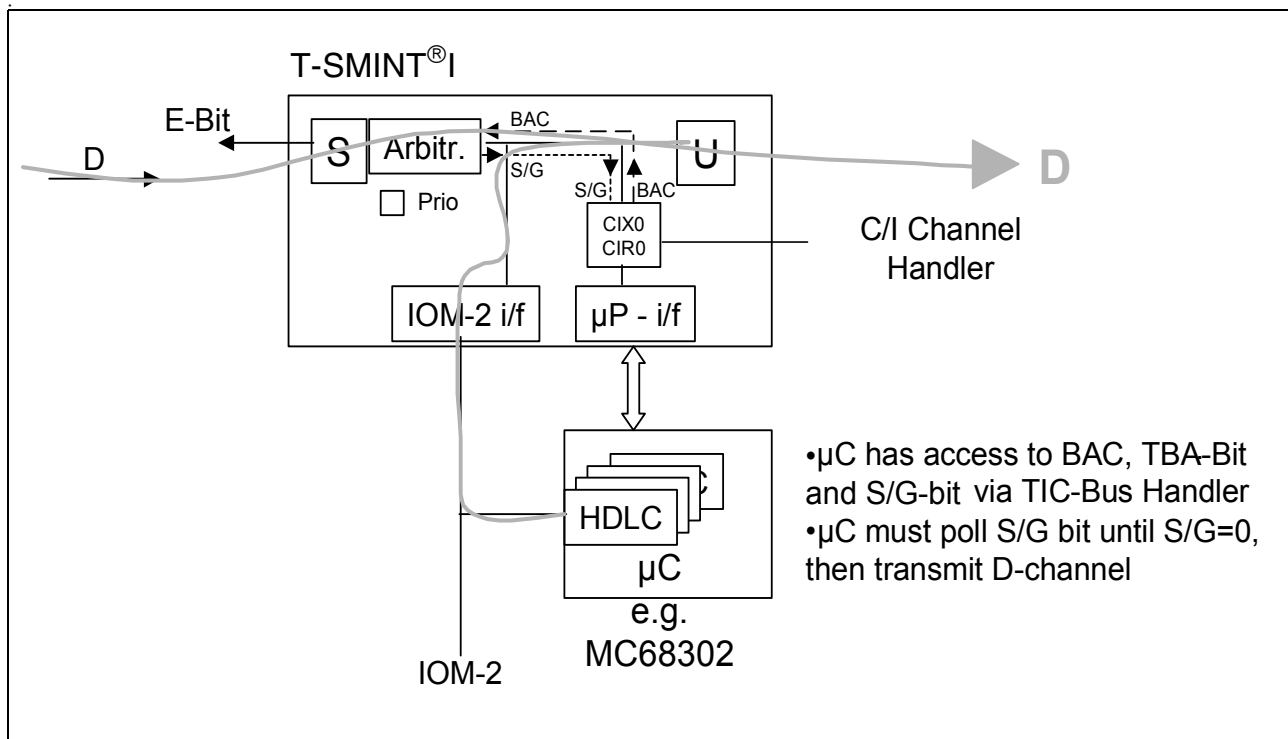 T-SMINT®I
E-Bit
BAC
S
Arbitr.
U
D
D
S/G
S/G
BAC
Prio
CIX0
CIR0
C/I Channel
Handler
IOM-2 i/f
µP - i/f
C
HDLC
•µC has access to BAC, TBA-Bit
and S/G-bit via TIC-Bus Handler
•µC must poll S/G bit until S/G=0,
then transmit D-channel
µC
e.g.
MC68302
IOM-2